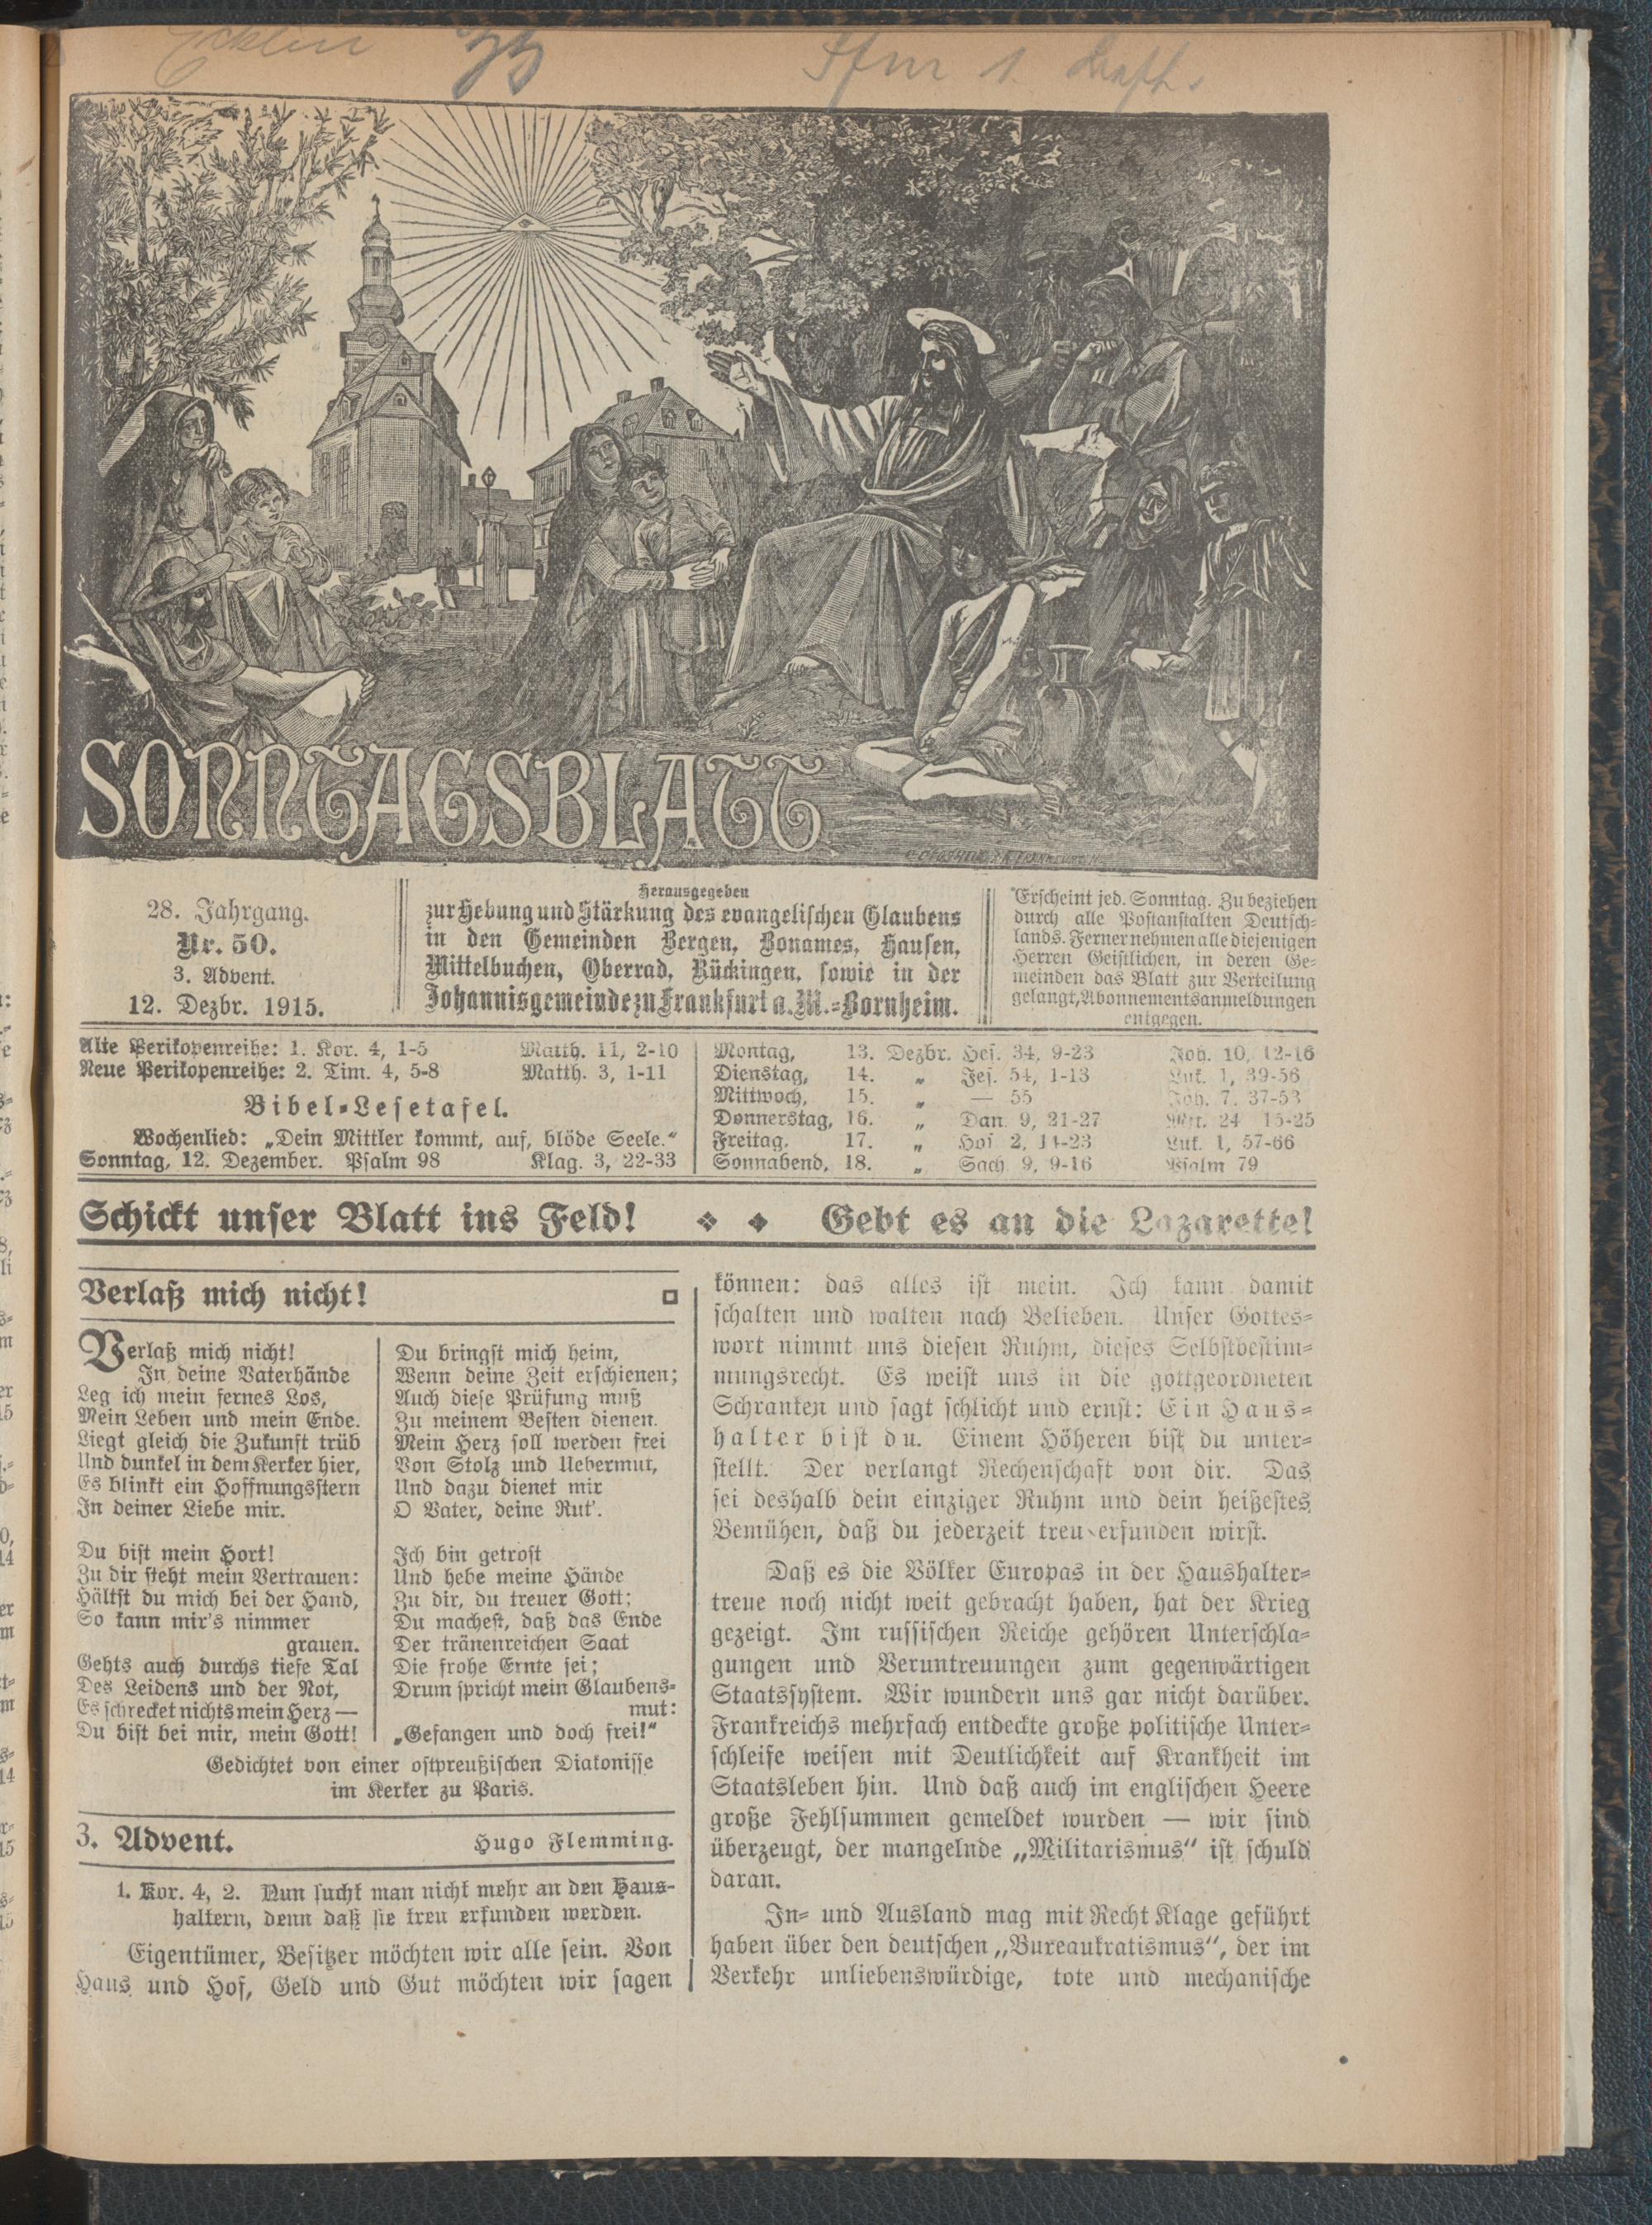 SONNTAGSBLATT
28. Jahrgang.
Nr. 50.
3. Advent.
12. Dezbr. 1915.
Herausgegeben
zur Hebung und Stärkung des evangelischen Glaubens
in den Gemeinden Bergen, Bonames, Hausen,
Mittelbuchen, Oberrad, Rückingen, sowie in der
Johannisgemeinde zu Frankfurt a. M.-Bornheim.
Erscheint jed. Sonntag. Zu beziehen
durch alle Postanstalten Deutsch-
lands. Ferner nehmen alle diejenigen
Herren Geistlichen, in deren Ge-
meinden das Blatt zur Verteilung
gelangt, Abonnementsanmeldungen
entgegen.
Alte Perikopenreihe: 1. Kor. 4, 1-5 Matth. 11, 2-10
Neue Perikopenreihe: 2. Tim. 4, 5-8 Matth. 3, 1-11
Bibel-Lesetafel.
Wochenlied: „Dein Mittler kommt, auf, blöde Seele.“
Sonntag, 12. Dezember. Psalm 98 Klag. 3, 22-33
Montag, 13. Dezbr. Hes. 34, 9-23 Joh. 10, 12-16
Dienstag, 14. „ Jes. 54, 1-13 Luk. 1, 39-56
Mittwoch, 15. „ — 55 Joh. 7, 37-53
Donnerstag, 16. „ Dan. 9, 21-27 24 15-25
Freitag, 17. „ Hos. 2, 14-23 Luk. 1, 57-66
Sonnabend, 18. „ Sach. 9, 9-16 Psalm 79
Schickt unser Blatt ins Feld! Gebt es an die Lazarette!
Verlaß mich nicht!
Verlaß mich nicht!
In deine Vaterhände
Leg ich mein fernes Los,
Mein Leben und mein Ende.
Liegt gleich die Zukunft trüb
Und dunkel in dem Kerker hier,
Es blinkt ein Hoffnungsstern
In deiner Liebe mir.
Du bist mein Hort!
Zu dir steht mein Vertrauen:
Hältst du mich bei der Hand,
So kann mir's nimmer
grauen.
Gehts auch durchs tiefe Tal
Des Leidens und der Not,
Es schrecket nichts mein Herz —
Du bist bei mir, mein Gott!
Du bringst mich heim,
Wenn deine Zeit erschienen;
Auch diese Prüfung muß
Zu meinem Besten dienen.
Mein Herz soll werden frei
Von Stolz und Uebermut,
Und dazu dienet mir
O Vater, deine Rut'.
Ich bin getrost
Und hebe meine Hände
Zu dir, du treuer Gott;
Du machest, daß das Ende
Der tränenreichen Saat
Die frohe Ernte sei;
Drum spricht mein Glaubens-
mut:
„Gefangen und doch frei!“
Gedichtet von einer ostpreußischen Diakonisse
im Kerker zu Paris.
3. Advent. Hugo Flemming.
1. Kor. 4, 2. Nun sucht man nicht mehr an den Haus-
haltern, denn daß sie treu erfunden werden.
Eigentümer, Besitzer möchten wir alle sein. Von
Haus und Hof, Geld und Gut möchten wir sagen
können: das alles ist mein. Ich kann damit
schalten und walten nach Belieben. Unser Gottes-
wort nimmt uns diesen Ruhm, dieses Selbstbestim-
mungsrecht. Es weist uns in die gottgeordneten
Schranken und sagt schlicht und ernst: Ein Haus-
halter bist du. Einem Höheren bist du unter-
stellt. Der verlangt Rechenschaft von dir. Das
sei deshalb dein einziger Ruhm und dein heißestes
Bemühen, daß du jederzeit treu erfunden wirst.
Daß es die Völker Europas in der Haushalter-
treue noch nicht weit gebracht haben, hat der Krieg
gezeigt. Im russischen Reiche gehören Unterschla-
gungen und Veruntreuungen zum gegenwärtigen
Staatssystem. Wir wundern uns gar nicht darüber.
Frankreichs mehrfach entdeckte große politische Unter-
schleife weisen mit Deutlichkeit auf Krankheit im
Staatsleben hin. Und daß auch im englischen Heere
große Fehlsummen gemeldet wurden — wir sind
überzeugt, der mangelnde „Militarismus“ ist schuld
daran.
In- und Ausland mag mit Recht Klage geführt
haben über den deutschen „Bureaukratismus“, der im
Verkehr unliebenswürdige, tote und mechanische